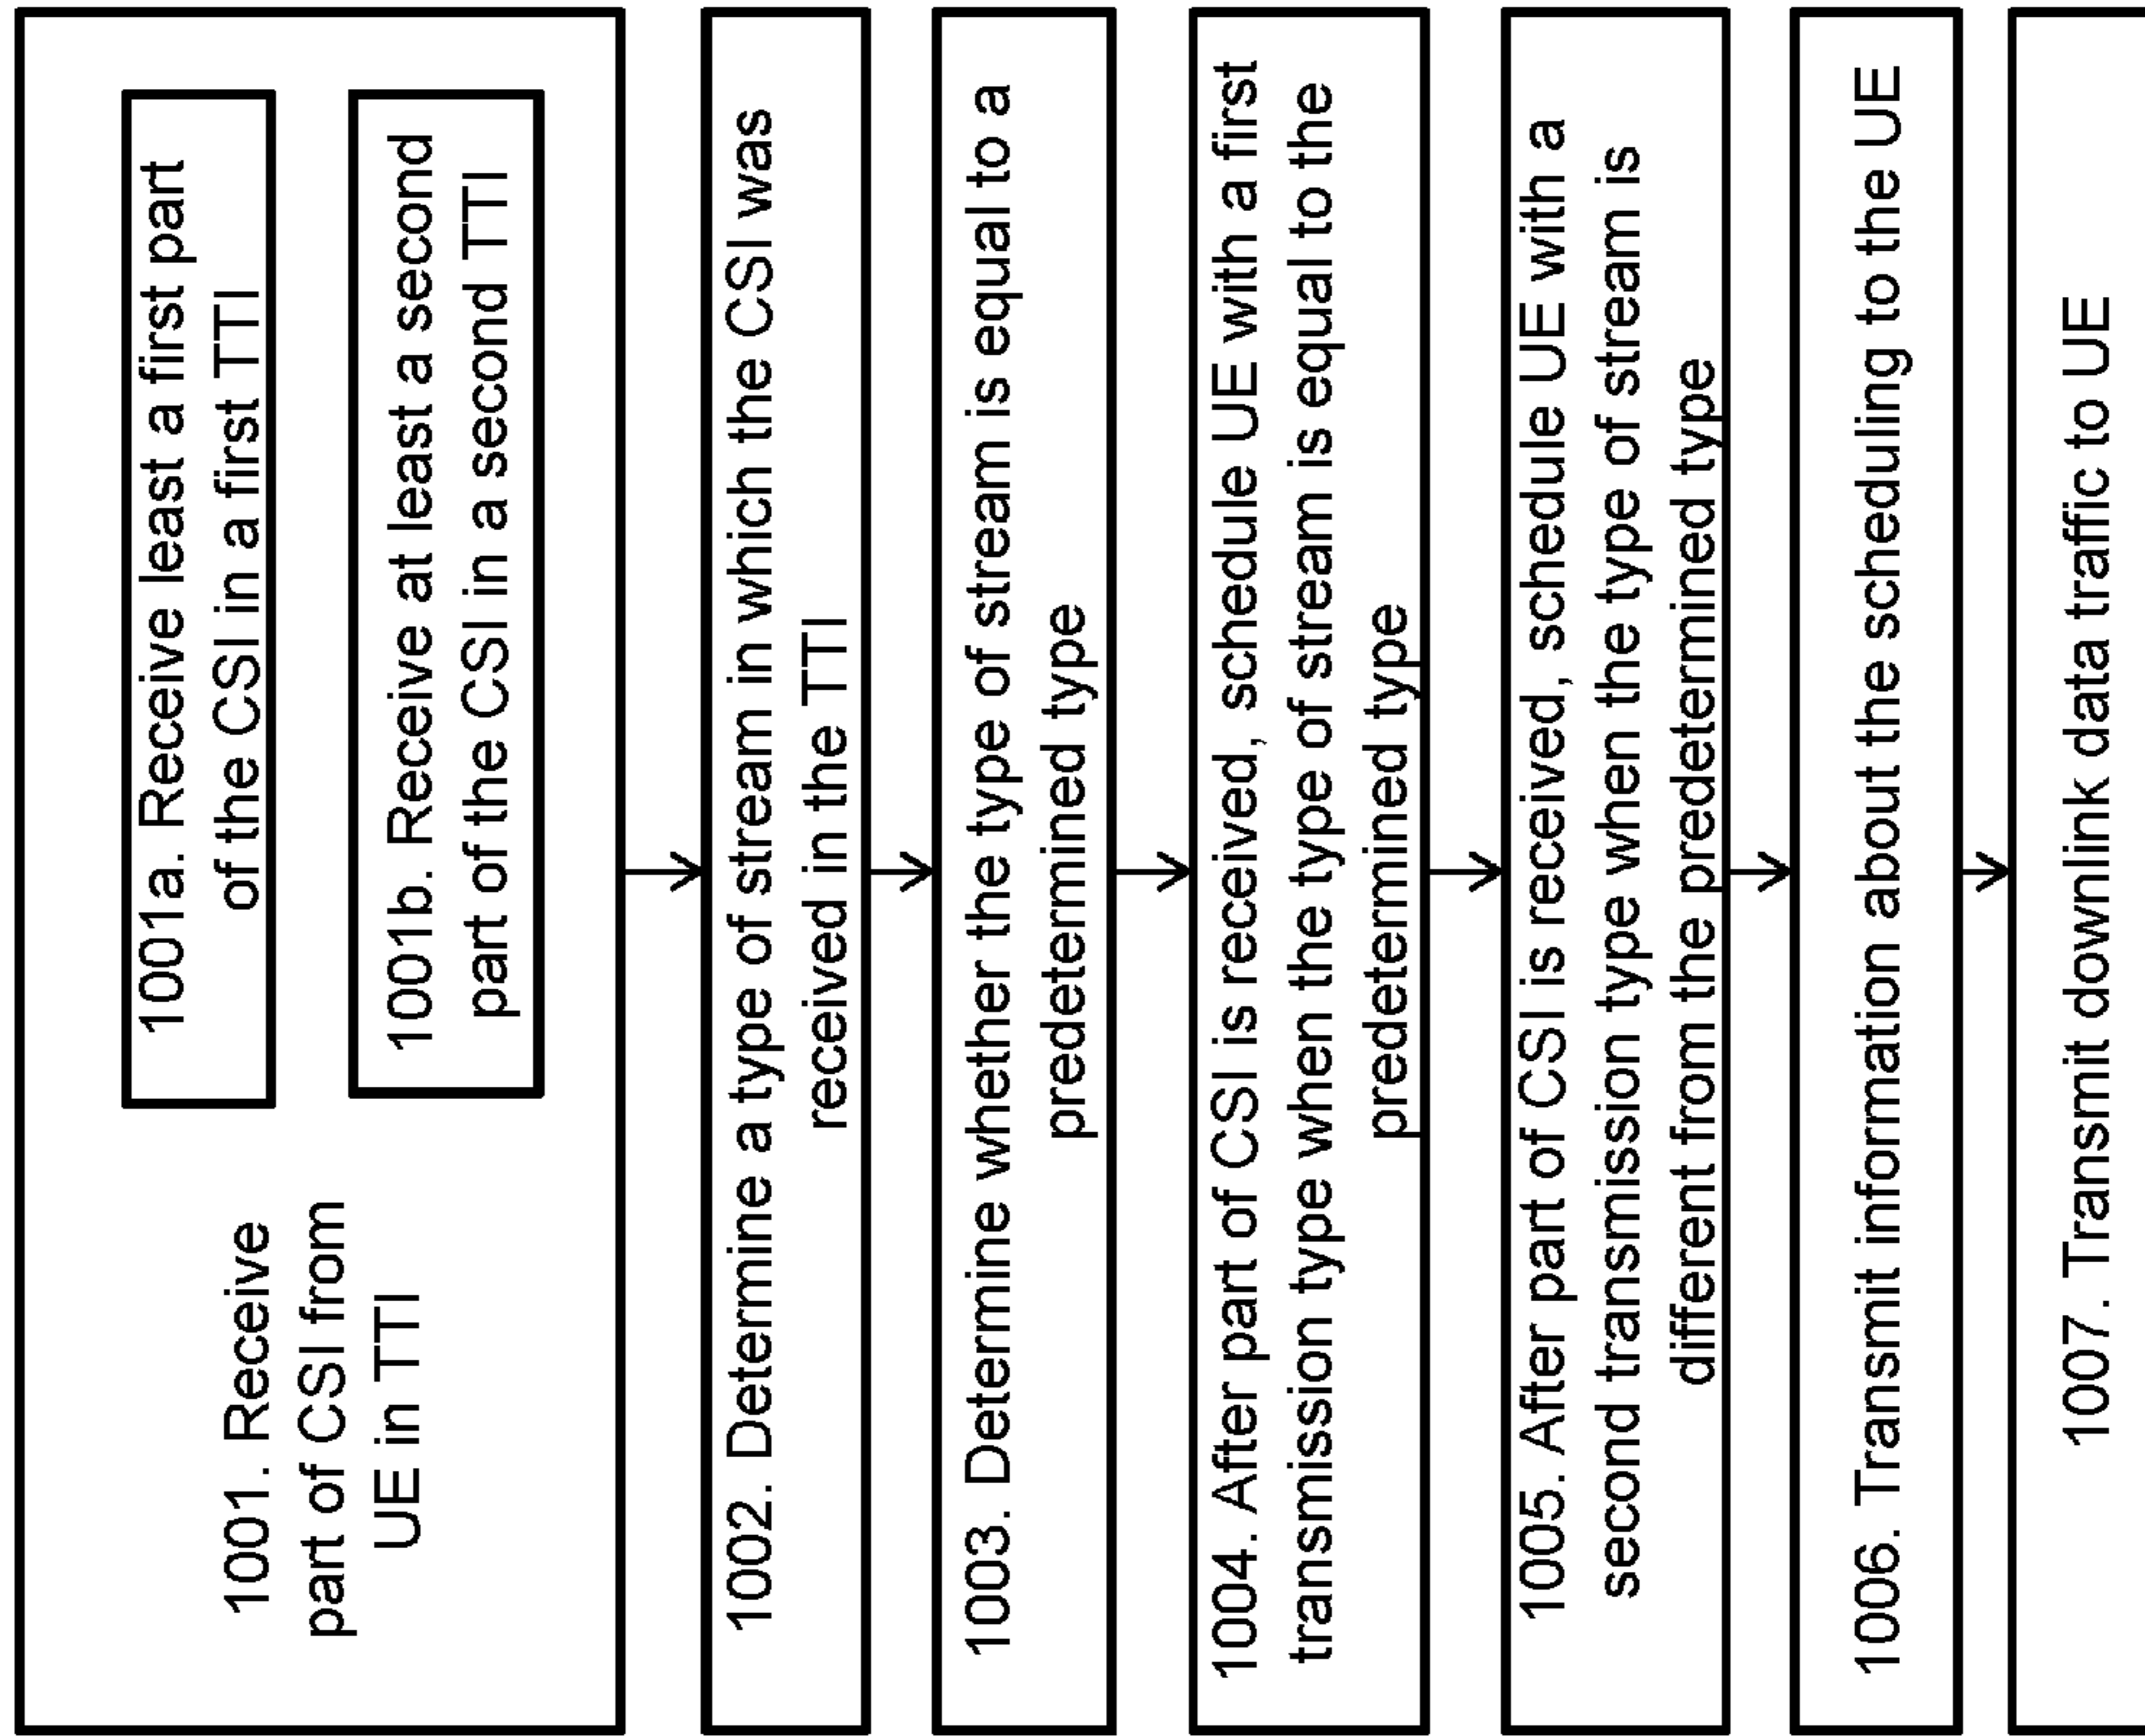 1001. Receive
part of CSI from
UE in TTI
1001a. Receive least a first part
of the CSI in a first TTI
1001b. Receive at least a second
part of the CSI in a second TTI
1002. Determine a type of stream in which the CSI was
received in the TTI
1003. Determine whether the type of stream is equal to a
predetermined type
1004. After part of CSI is received, schedule UE with a first
transmission type when the type of stream is equal to the
predetermined type
1005. After part of CSI is received, schedule UE with a
second transmission type when the type of stream is
different from the predetermined type
1006. Transmit information about the scheduling to the UE
1007. Transmit downlink data traffic to UE